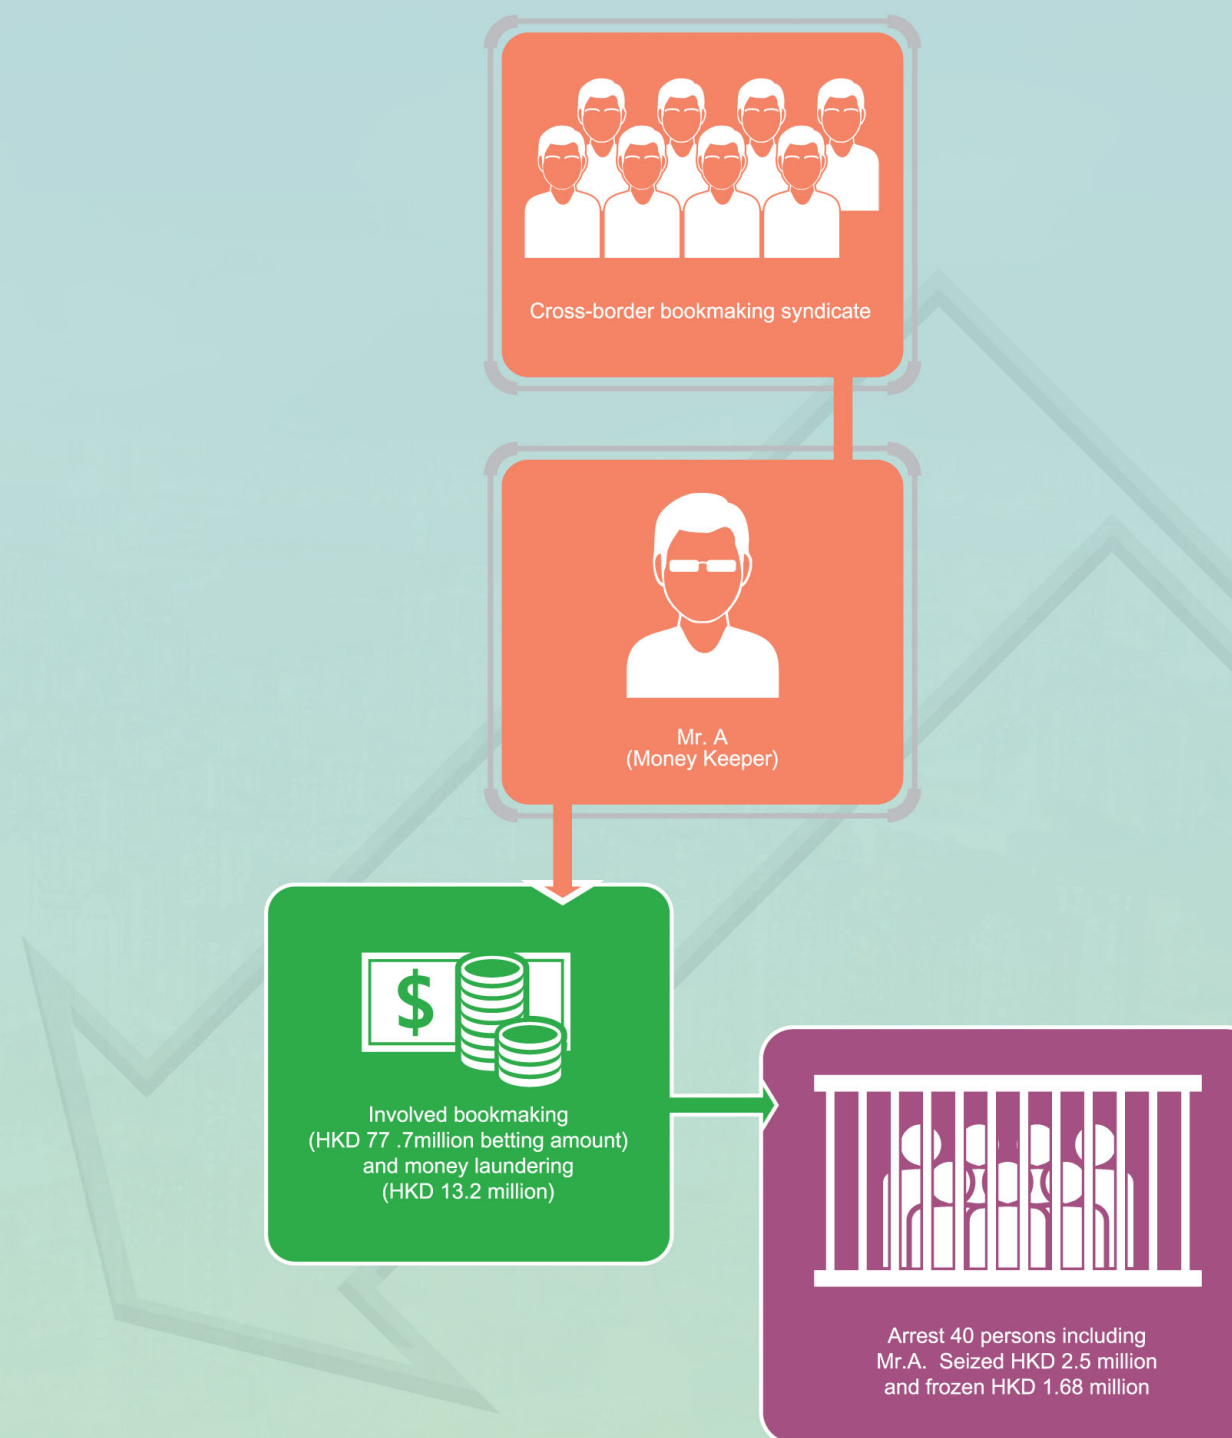 Cross-border bookmaking syndicate
Mr. A
(Money Keeper)
$
Involved bookmaking
(HKD 77 .7million betting amount)
and money laundering
(HKD 13.2 million)
Arrest 40 persons including
Mr.A.  Seized HKD 2.5 million
and frozen HKD 1.68 million